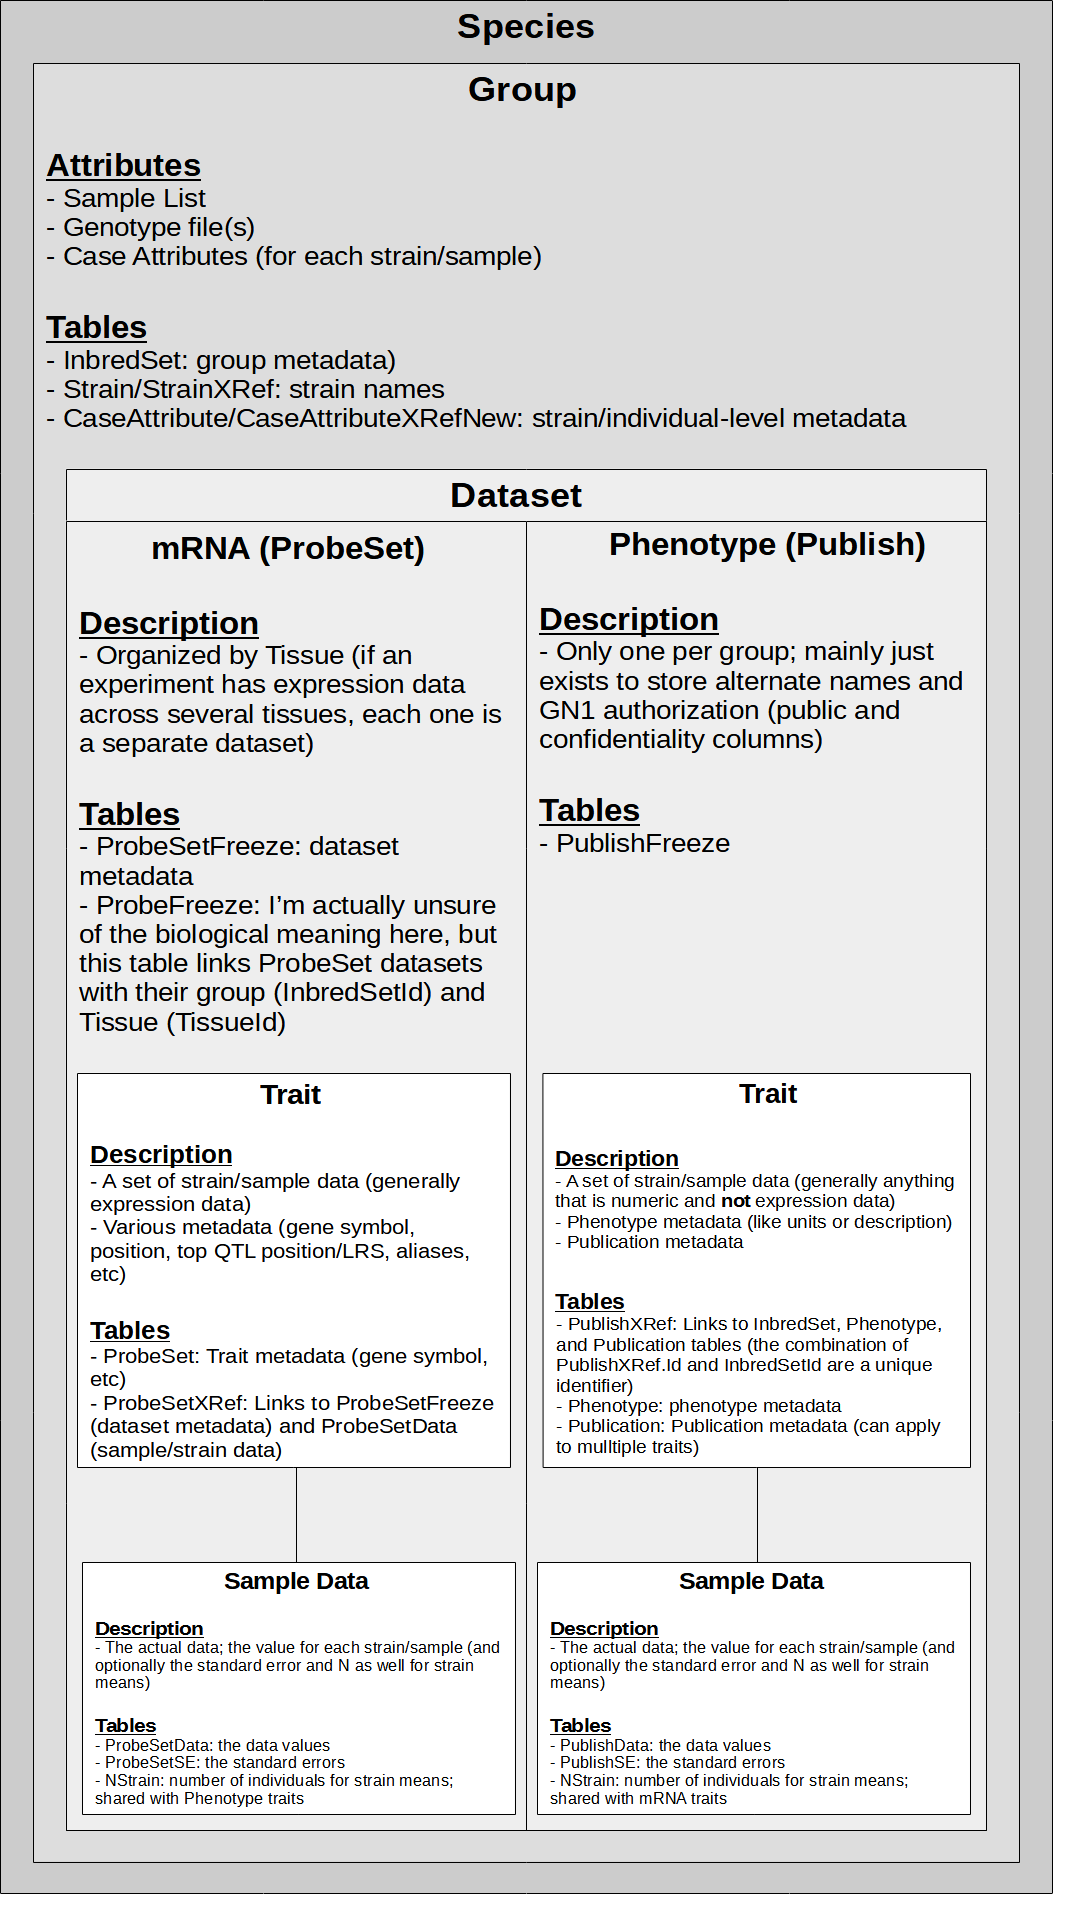 Species
Group
Attributes
- Sample List
- Genotype file(s)
- Case Attributes (for each strain/sample)
Tables
- InbredSet: group metadata)
- Strain/StrainXRef: strain names
- CaseAttribute/CaseAttributeXRefNew: strain/individual-level metadata
Dataset
mRNA (ProbeSet)
Description
- Organized by Tissue (if an
experiment has expression data
across several tissues, each one is
a separate dataset)
Tables
- ProbeSetFreeze: dataset
metadata
- ProbeFreeze: I’m actually unsure
of the biological meaning here, but
this table links ProbeSet datasets
with their group (InbredSetId) and
Tissue (TissueId)
Trait
Description
- A set of strain/sample data (generally
expression data)
- Various metadata (gene symbol,
position, top QTL position/LRS, aliases,
etc)
Tables
- ProbeSet: Trait metadata (gene symbol,
etc)
- ProbeSetXRef: Links to ProbeSetFreeze
(dataset metadata) and ProbeSetData
(sample/strain data)
Sample Data
Description
- The actual data; the value for each strain/sample (and
optionally the standard error and N as well for strain
means)
Tables
- ProbeSetData: the data values
- ProbeSetSE: the standard errors
- NStrain: number of individuals for strain means;
shared with Phenotype traits
Phenotype (Publish)
Description
- Only one per group; mainly just
exists to store alternate names and
GN1 authorization (public and
confidentiality columns)
Tables
- PublishFreeze
Trait
Description
- A set of strain/sample data (generally anything
that is numeric and not expression data)
- Phenotype metadata (like units or description)
- Publication metadata
Tables
- PublishXRef: Links to InbredSet, Phenotype,
and Publication tables (the combination of
PublishXRef.Id and InbredSetId are a unique
identifier)
- Phenotype: phenotype metadata
- Publication: Publication metadata (can apply
to mulltiple traits)
Sample Data
Description
- The actual data; the value for each strain/sample (and
optionally the standard error and N as well for strain
means)
Tables
- PublishData: the data values
- PublishSE: the standard errors
- NStrain: number of individuals for strain means;
shared with mRNA traits